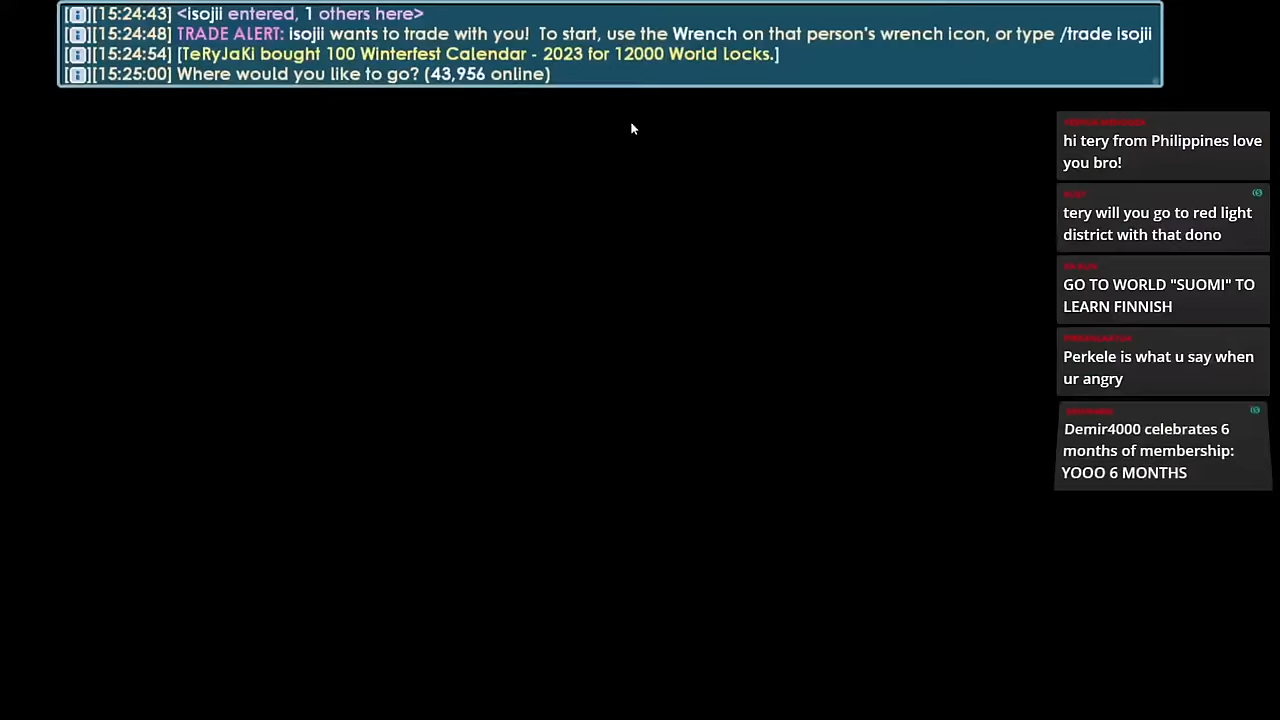 [i][15:24:43] <isojii entered, 1 others here>
[i][15:24:48] TRADE ALERT: isojii wants to trade with you!  To start, use the Wrench on that person's wrench icon, or type /trade isojii
[i][15:24:54] [TeRyJaKi bought 100 Winterfest Calendar - 2023 for 12000 World Locks.]
[i][15:25:00] Where would you like to go? (43,956 online)
hi tery from Philippines love
you bro!
tery will you go to red light
district with that dono
GO TO WORLD "SUOMI" TO
LEARN FINNISH
Perkele is what u say when
ur angry
Demir4000 celebrates 6
months of membership:
YOOO 6 MONTHS